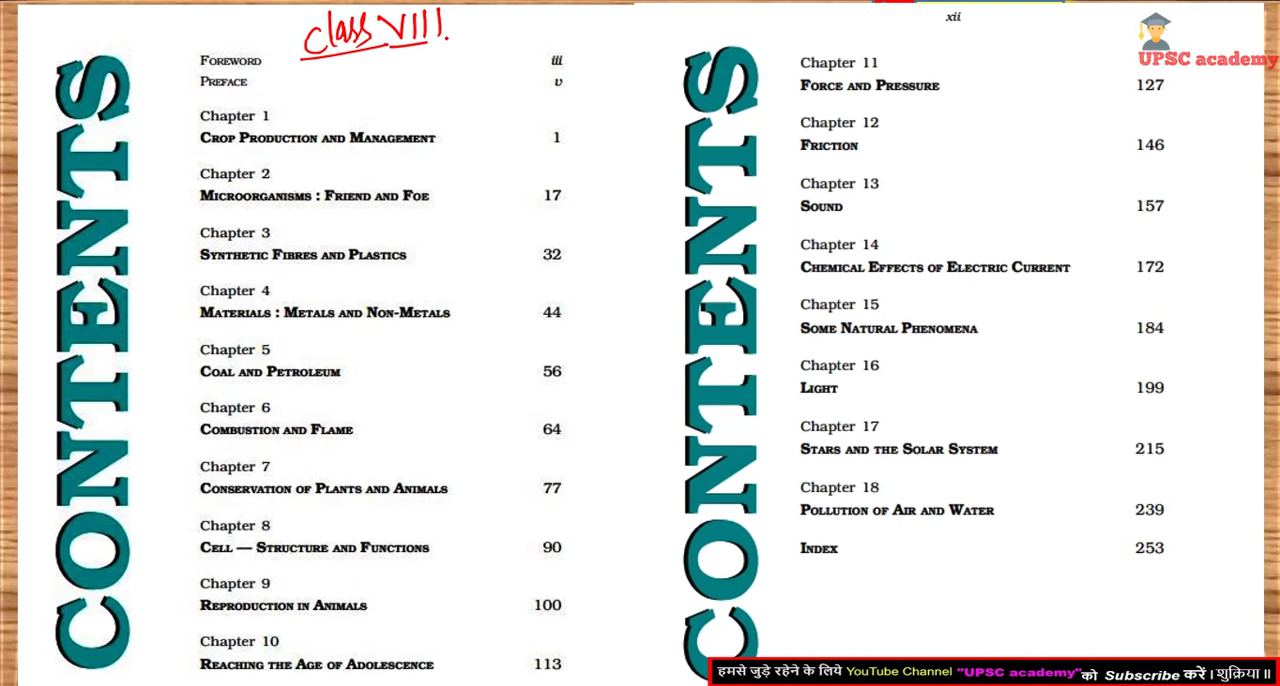 Class VIII.
CONTENTS
FOREWORD iii
PREFACE v
Chapter 1
CROP PRODUCTION AND MANAGEMENT 1
Chapter 2
MICROORGANISMS : FRIEND AND FOE 17
Chapter 3
SYNTHETIC FIBRES AND PLASTICS 32
Chapter 4
MATERIALS : METALS AND NON-METALS 44
Chapter 5
COAL AND PETROLEUM 56
Chapter 6
COMBUSTION AND FLAME 64
Chapter 7
CONSERVATION OF PLANTS AND ANIMALS 77
Chapter 8
CELL — STRUCTURE AND FUNCTIONS 90
Chapter 9
REPRODUCTION IN ANIMALS 100
Chapter 10
REACHING THE AGE OF ADOLESCENCE 113
xii
UPSC academy
CONTENTS
Chapter 11
FORCE AND PRESSURE 127
Chapter 12
FRICTION 146
Chapter 13
SOUND 157
Chapter 14
CHEMICAL EFFECTS OF ELECTRIC CURRENT 172
Chapter 15
SOME NATURAL PHENOMENA 184
Chapter 16
LIGHT 199
Chapter 17
STARS AND THE SOLAR SYSTEM 215
Chapter 18
POLLUTION OF AIR AND WATER 239
INDEX 253
हमसे जुड़े रहेने के लिये YouTube Channel "UPSC academy" को Subscribe करें। शुक्रिया॥